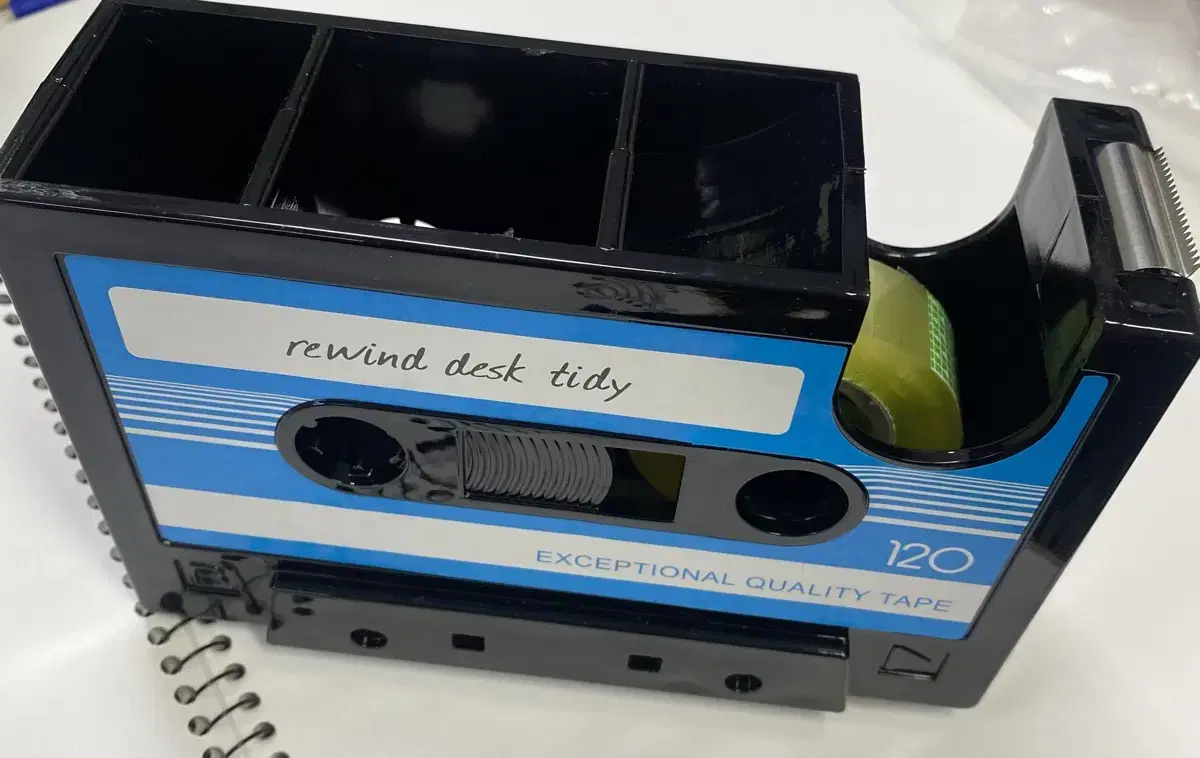 rewind desk tidy
120
EXCEPTIONAL QUALITY TAPE